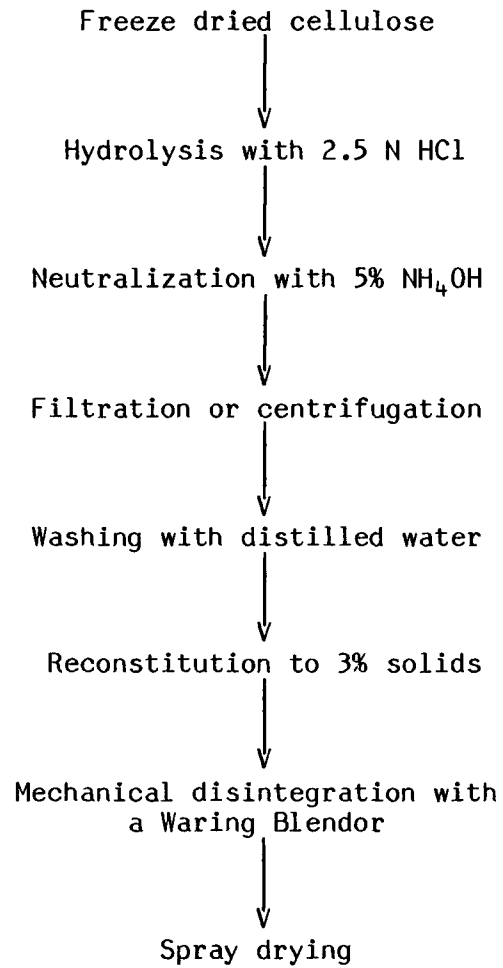 Freeze dried cellulose
Hydrolysis with 2.5 N HCl
Neutralization with 5% NH₄OH
Filtration or centrifugation
Washing with distilled water
Reconstitution to 3% solids
Mechanical disintegration with
a Waring Blendor
Spray drying